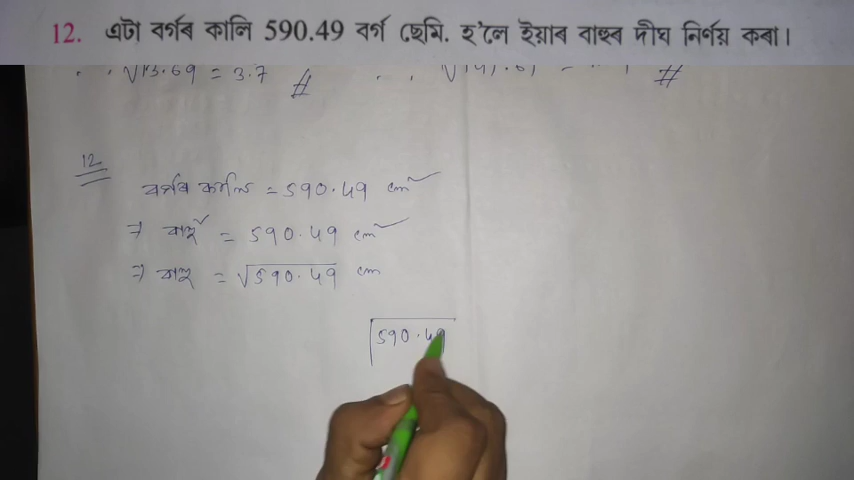 12. এটা বৰ্গৰ কালি 590.49 বৰ্গ ছেমি. হ'লে ইয়াৰ বাহুৰ দীঘ নিৰ্ণয় কৰা।
∴ √13.69 = 3.7 #
12
বৰ্গৰ কালি = 590.49 cm²
⇒ বাহু² = 590.49 cm²
⇒ বাহু = √590.49 cm
590.49